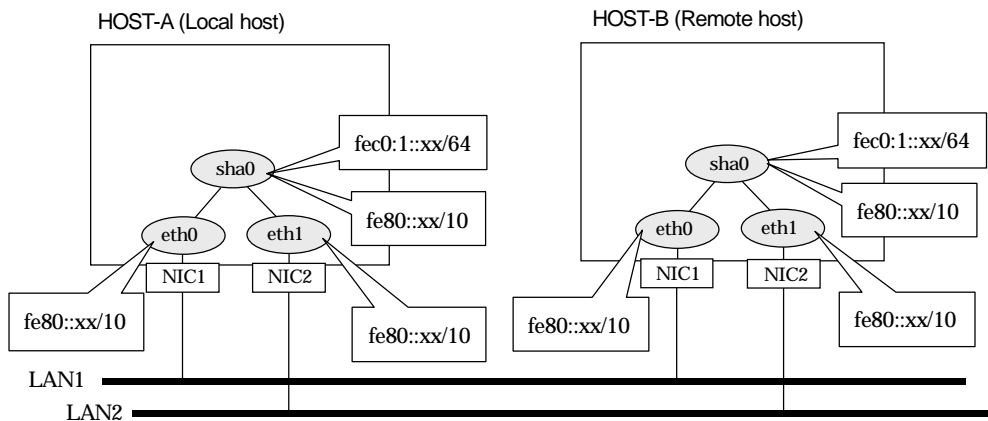 HOST-A (Local host)
HOST-B (Remote host)
fec0:1::xx/64
sha0
fe80::xx/10
eth0
eth1
NIC1
NIC2
fe80::xx/10
fe80::xx/10
fec0:1::xx/64
sha0
fe80::xx/10
eth0
eth1
NIC1
NIC2
fe80::xx/10
fe80::xx/10
LAN1
LAN2